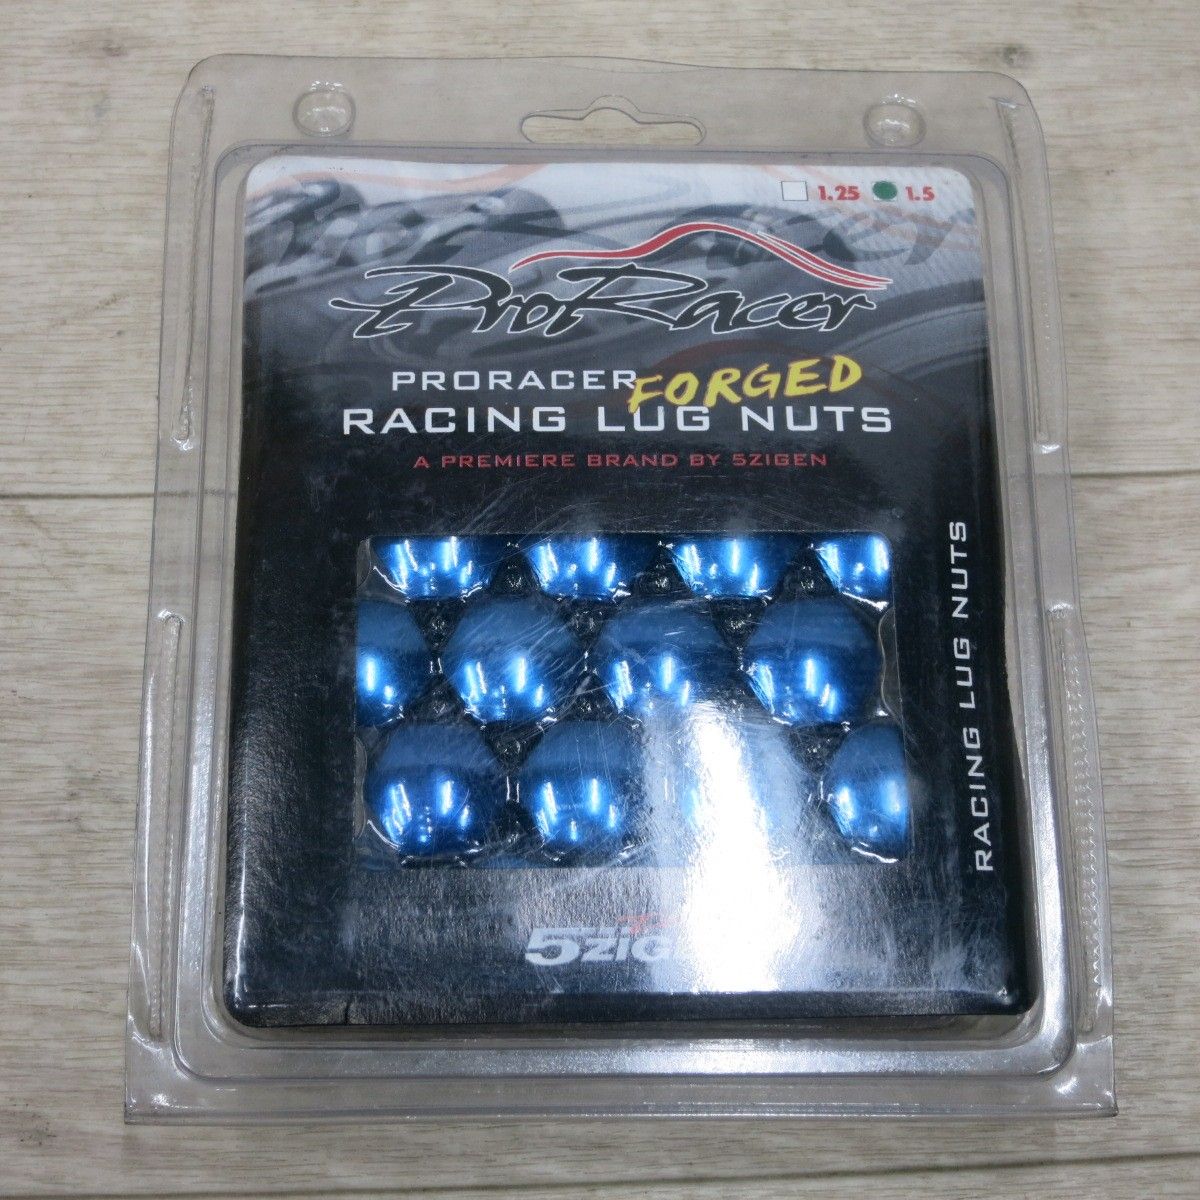 1.25 1.5
ProRacer
PRORACER FORGED
RACING LUG NUTS
A PREMIERE BRAND BY 5ZIGEN
RACING LUG NUTS